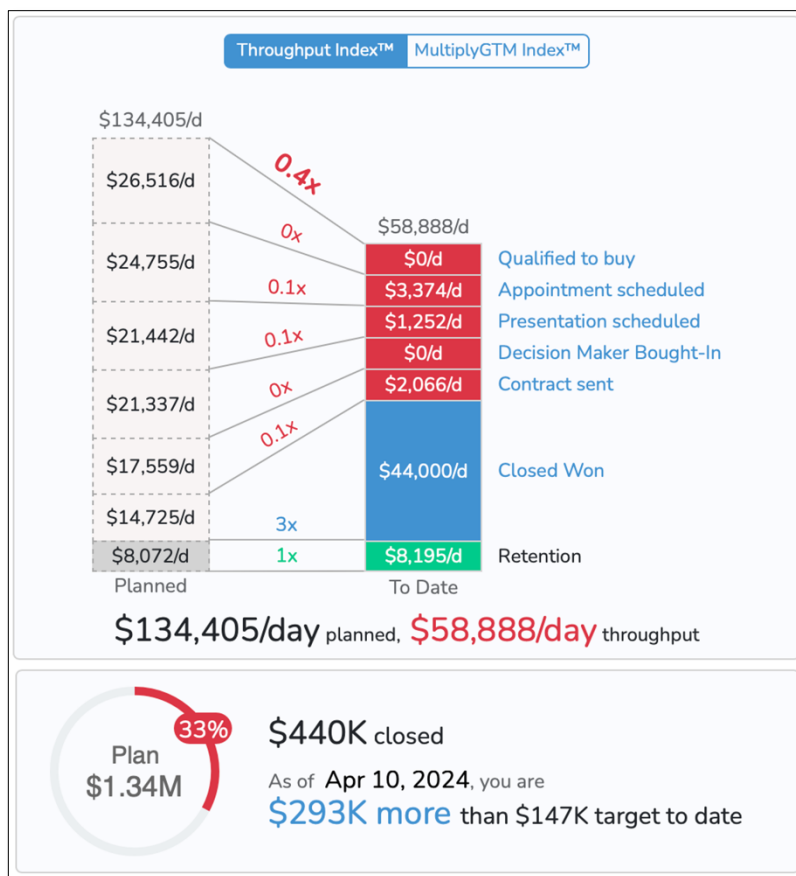 Throughput Index™ MultiplyGTM Index™
$134,405/d
$26,516/d
0.4x
$58,888/d
0x
$0/d Qualified to buy
$24,755/d
0.1x
$3,374/d Appointment scheduled
$1,252/d Presentation scheduled
$21,442/d
0.1x
$0/d Decision Maker Bought-In
0x
$2,066/d Contract sent
$21,337/d
0.1x
$17,559/d
$44,000/d Closed Won
$14,725/d
3x
$8,072/d 1x $8,195/d Retention
Planned To Date
$134,405/day planned, $58,888/day throughput
33%
Plan
$1.34M
$440K closed
As of Apr 10, 2024, you are
$293K more than $147K target to date